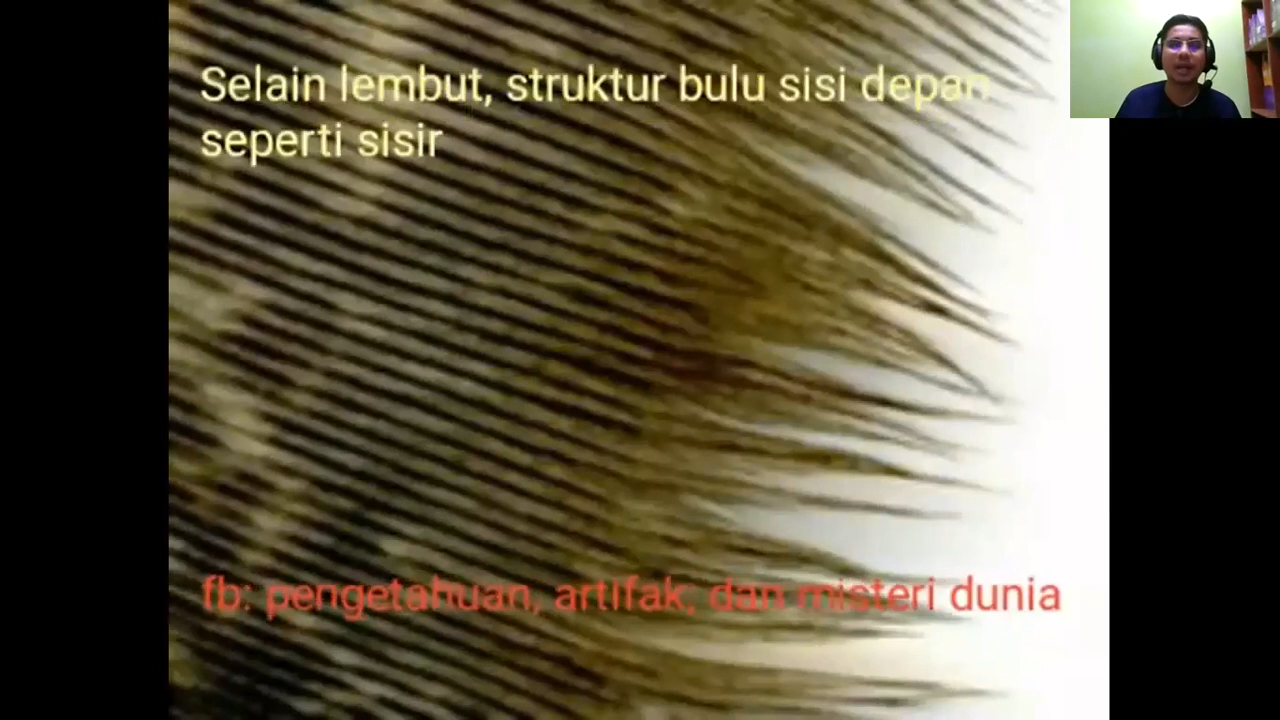 Selain lembut, struktur bulu sisi depan
seperti sisir
fb: pengetahuan, artifak, dan misteri dunia